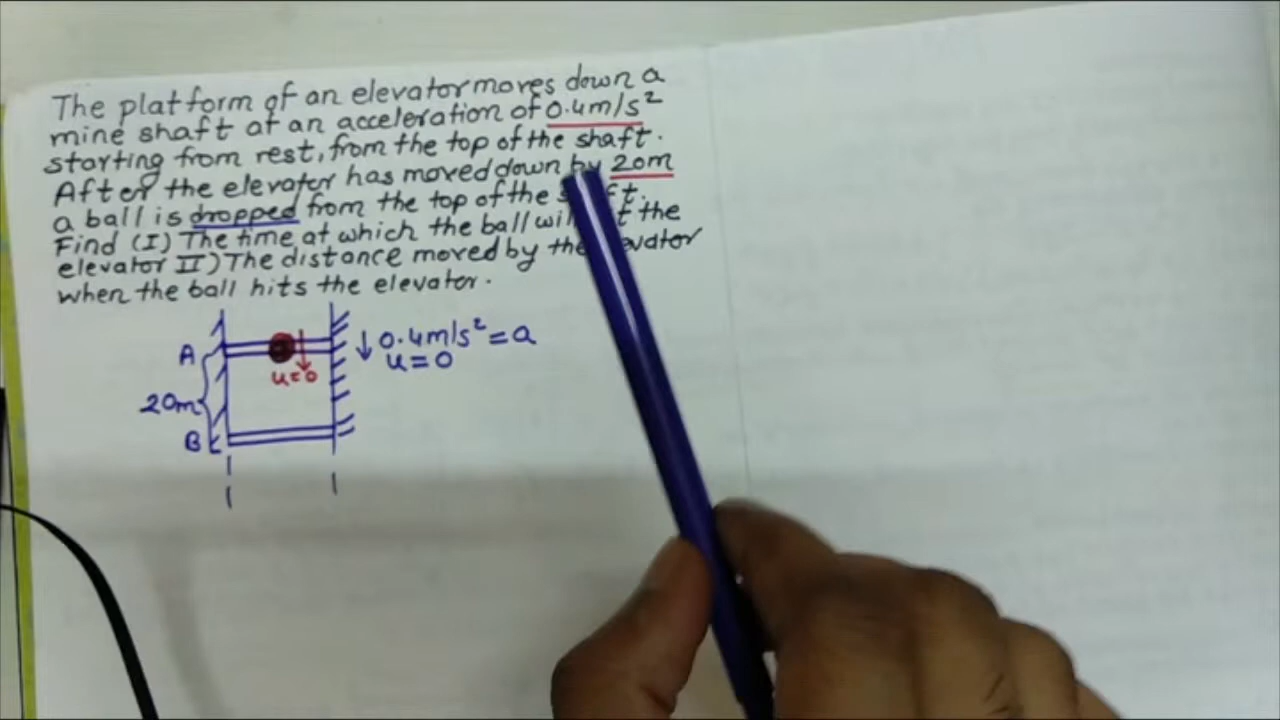 The platform of an elevator moves down a
mine shaft at an acceleration of 0.4m/s²
starting from rest, from the top of the shaft.
After the elevator has moved down by 20m
a ball is dropped from the top of the
Find (I) The time at which the ball the
elevator II) The distance moved by the
when the ball hits the elevator.
A
↓ 0.4m/s² = a
u=0
u=0
20m
B